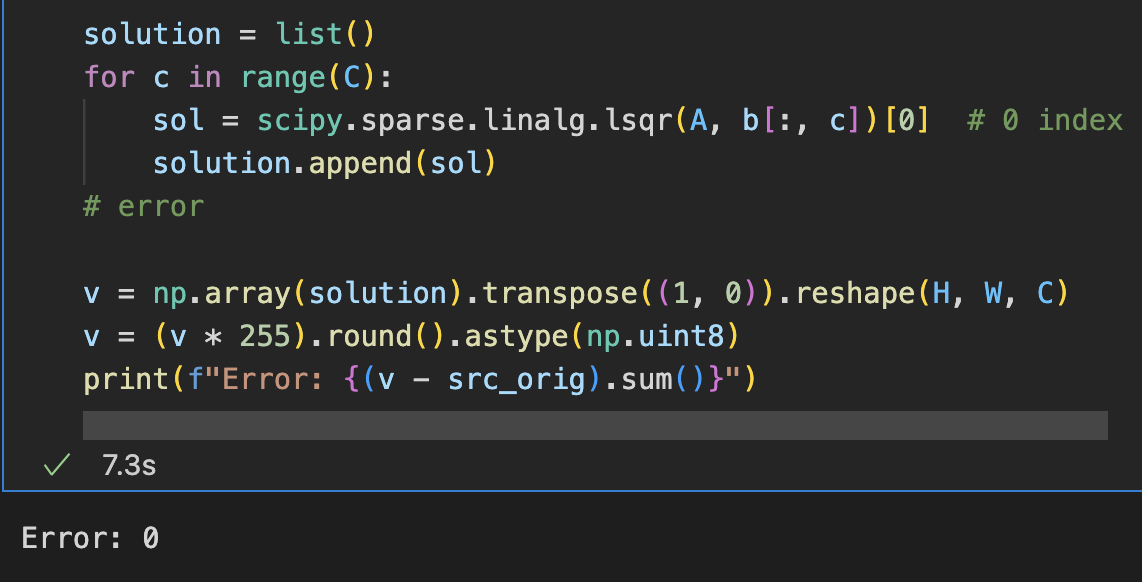 solution = list()
for c in range(C):
    sol = scipy.sparse.linalg.lsqr(A, b[:, c])[0]  # 0 index
    solution.append(sol)
# error
v = np.array(solution).transpose((1, 0)).reshape(H, W, C)
v = (v * 255).round().astype(np.uint8)
print(f"Error: {(v - src_orig).sum()}")
✓ 7.3s
Error: 0